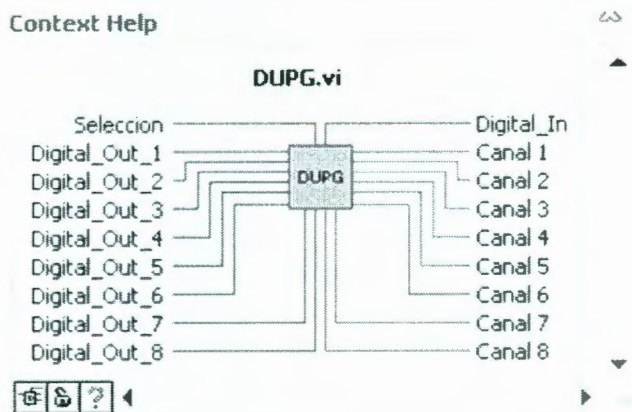 Context Help
DUPG.vi
Seleccion
Digital_In
Digital_Out_1
Canal 1
Digital_Out_2
DUPG
Canal 2
Digital_Out_3
Canal 3
Digital_Out_4
Canal 4
Digital_Out_5
Canal 5
Digital_Out_6
Canal 6
Digital_Out_7
Canal 7
Digital_Out_8
Canal 8
?